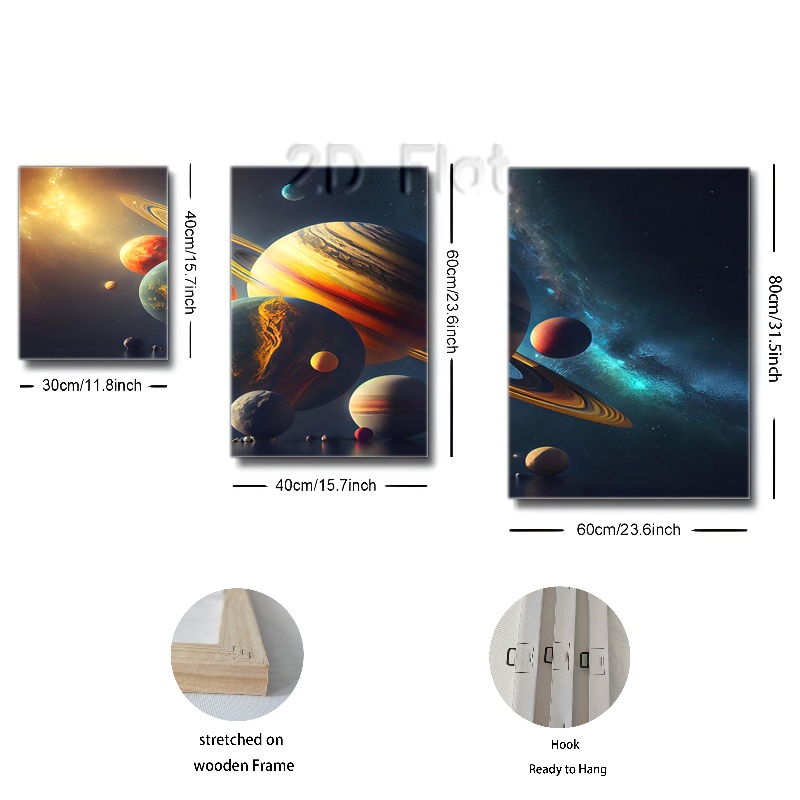 2D Flat
40cm/15.7inch
30cm/11.8inch
60cm/23.6inch
40cm/15.7inch
80cm/31.5inch
60cm/23.6inch
stretched on
wooden Frame
Hook
Ready to Hang